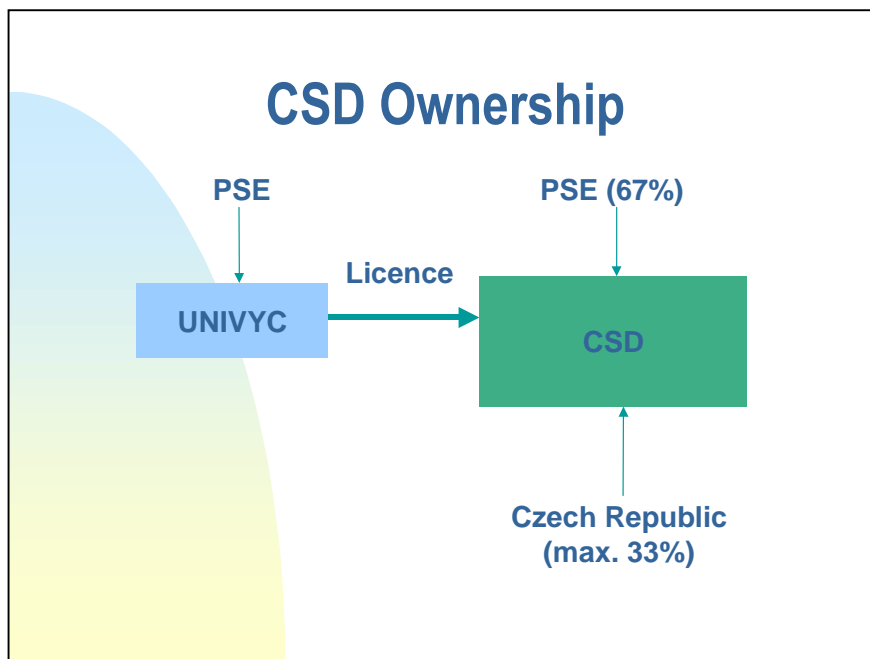 CSD Ownership
PSE
PSE (67%)
Licence
UNIVYC
CSD
Czech Republic
(max. 33%)